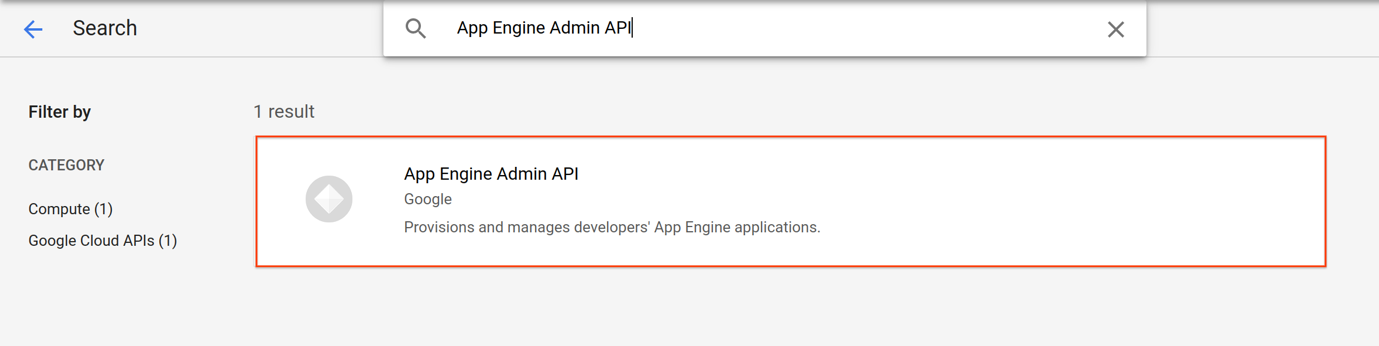 Search
App Engine Admin API
Filter by
1 result
CATEGORY
Compute (1)
Google Cloud APIs (1)
App Engine Admin API
Google
Provisions and manages developers' App Engine applications.